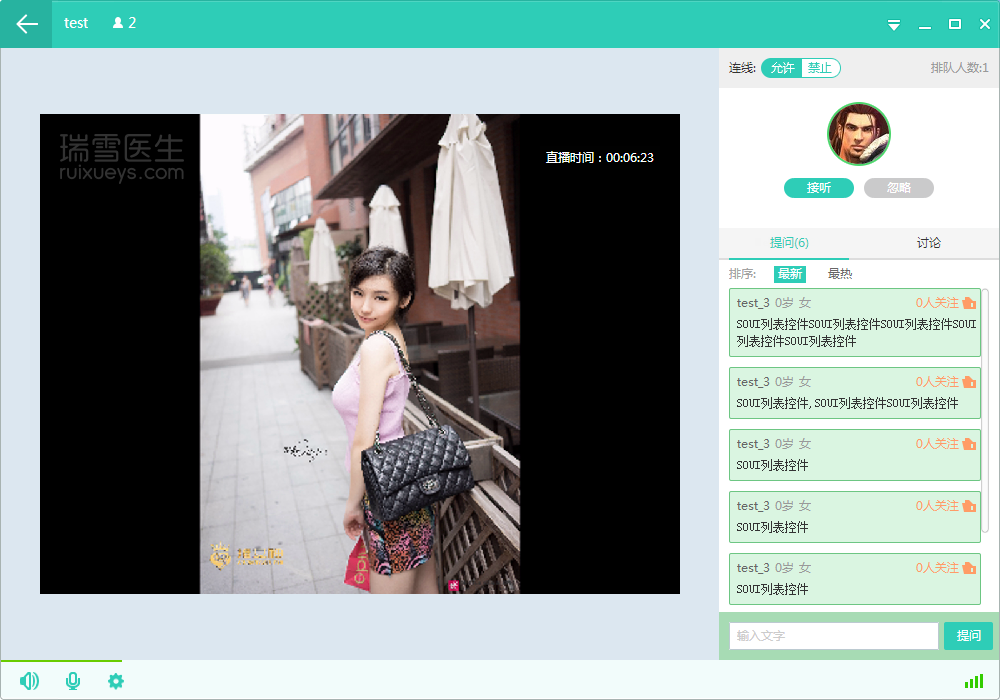 test 2
瑞雪医生
ruixueys.com
直播时间：00:06:23
连线: 允许 禁止 排队人数:1
接听 忽略
提问(6) 讨论
排序: 最新 最热
test_3 0岁 女 0人关注
SOUI列表控件SOUI列表控件SOUI列表控件SOUI
列表控件SOUI列表控件
test_3 0岁 女 0人关注
SOUI列表控件,SOUI列表控件SOUI列表控件
test_3 0岁 女 0人关注
SOUI列表控件
test_3 0岁 女 0人关注
SOUI列表控件
test_3 0岁 女 0人关注
SOUI列表控件
输入文字 提问